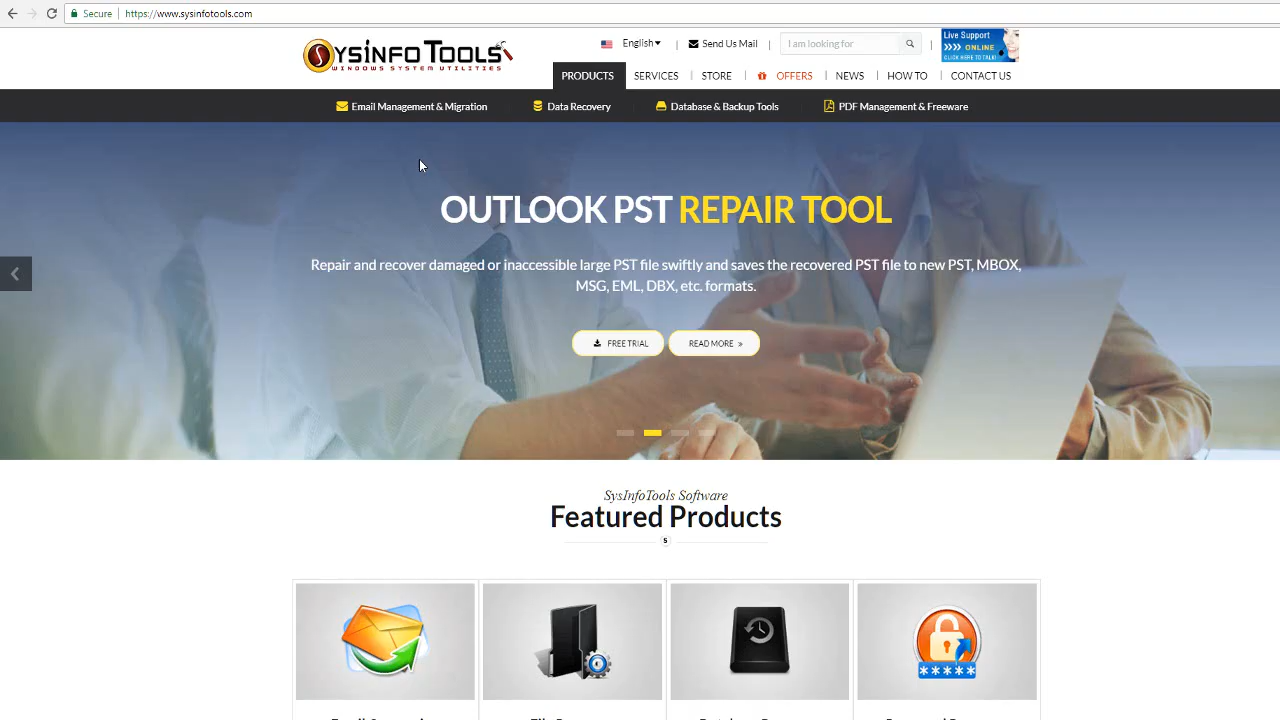 Secure https://www.sysinfotools.com
SYSINFO TOOLS
WINDOWS SYSTEM UTILITIES
English
Send Us Mail
I am looking for
Live Support
ONLINE
CLICK HERE TO TALK!
PRODUCTS
SERVICES
STORE
OFFERS
NEWS
HOW TO
CONTACT US
Email Management & Migration
Data Recovery
Database & Backup Tools
PDF Management & Freeware
OUTLOOK PST REPAIR TOOL
Repair and recover damaged or inaccessible large PST file swiftly and saves the recovered PST file to new PST, MBOX,
MSG, EML, DBX, etc. formats.
FREE TRIAL
READ MORE »
SysInfoTools Software
Featured Products
S